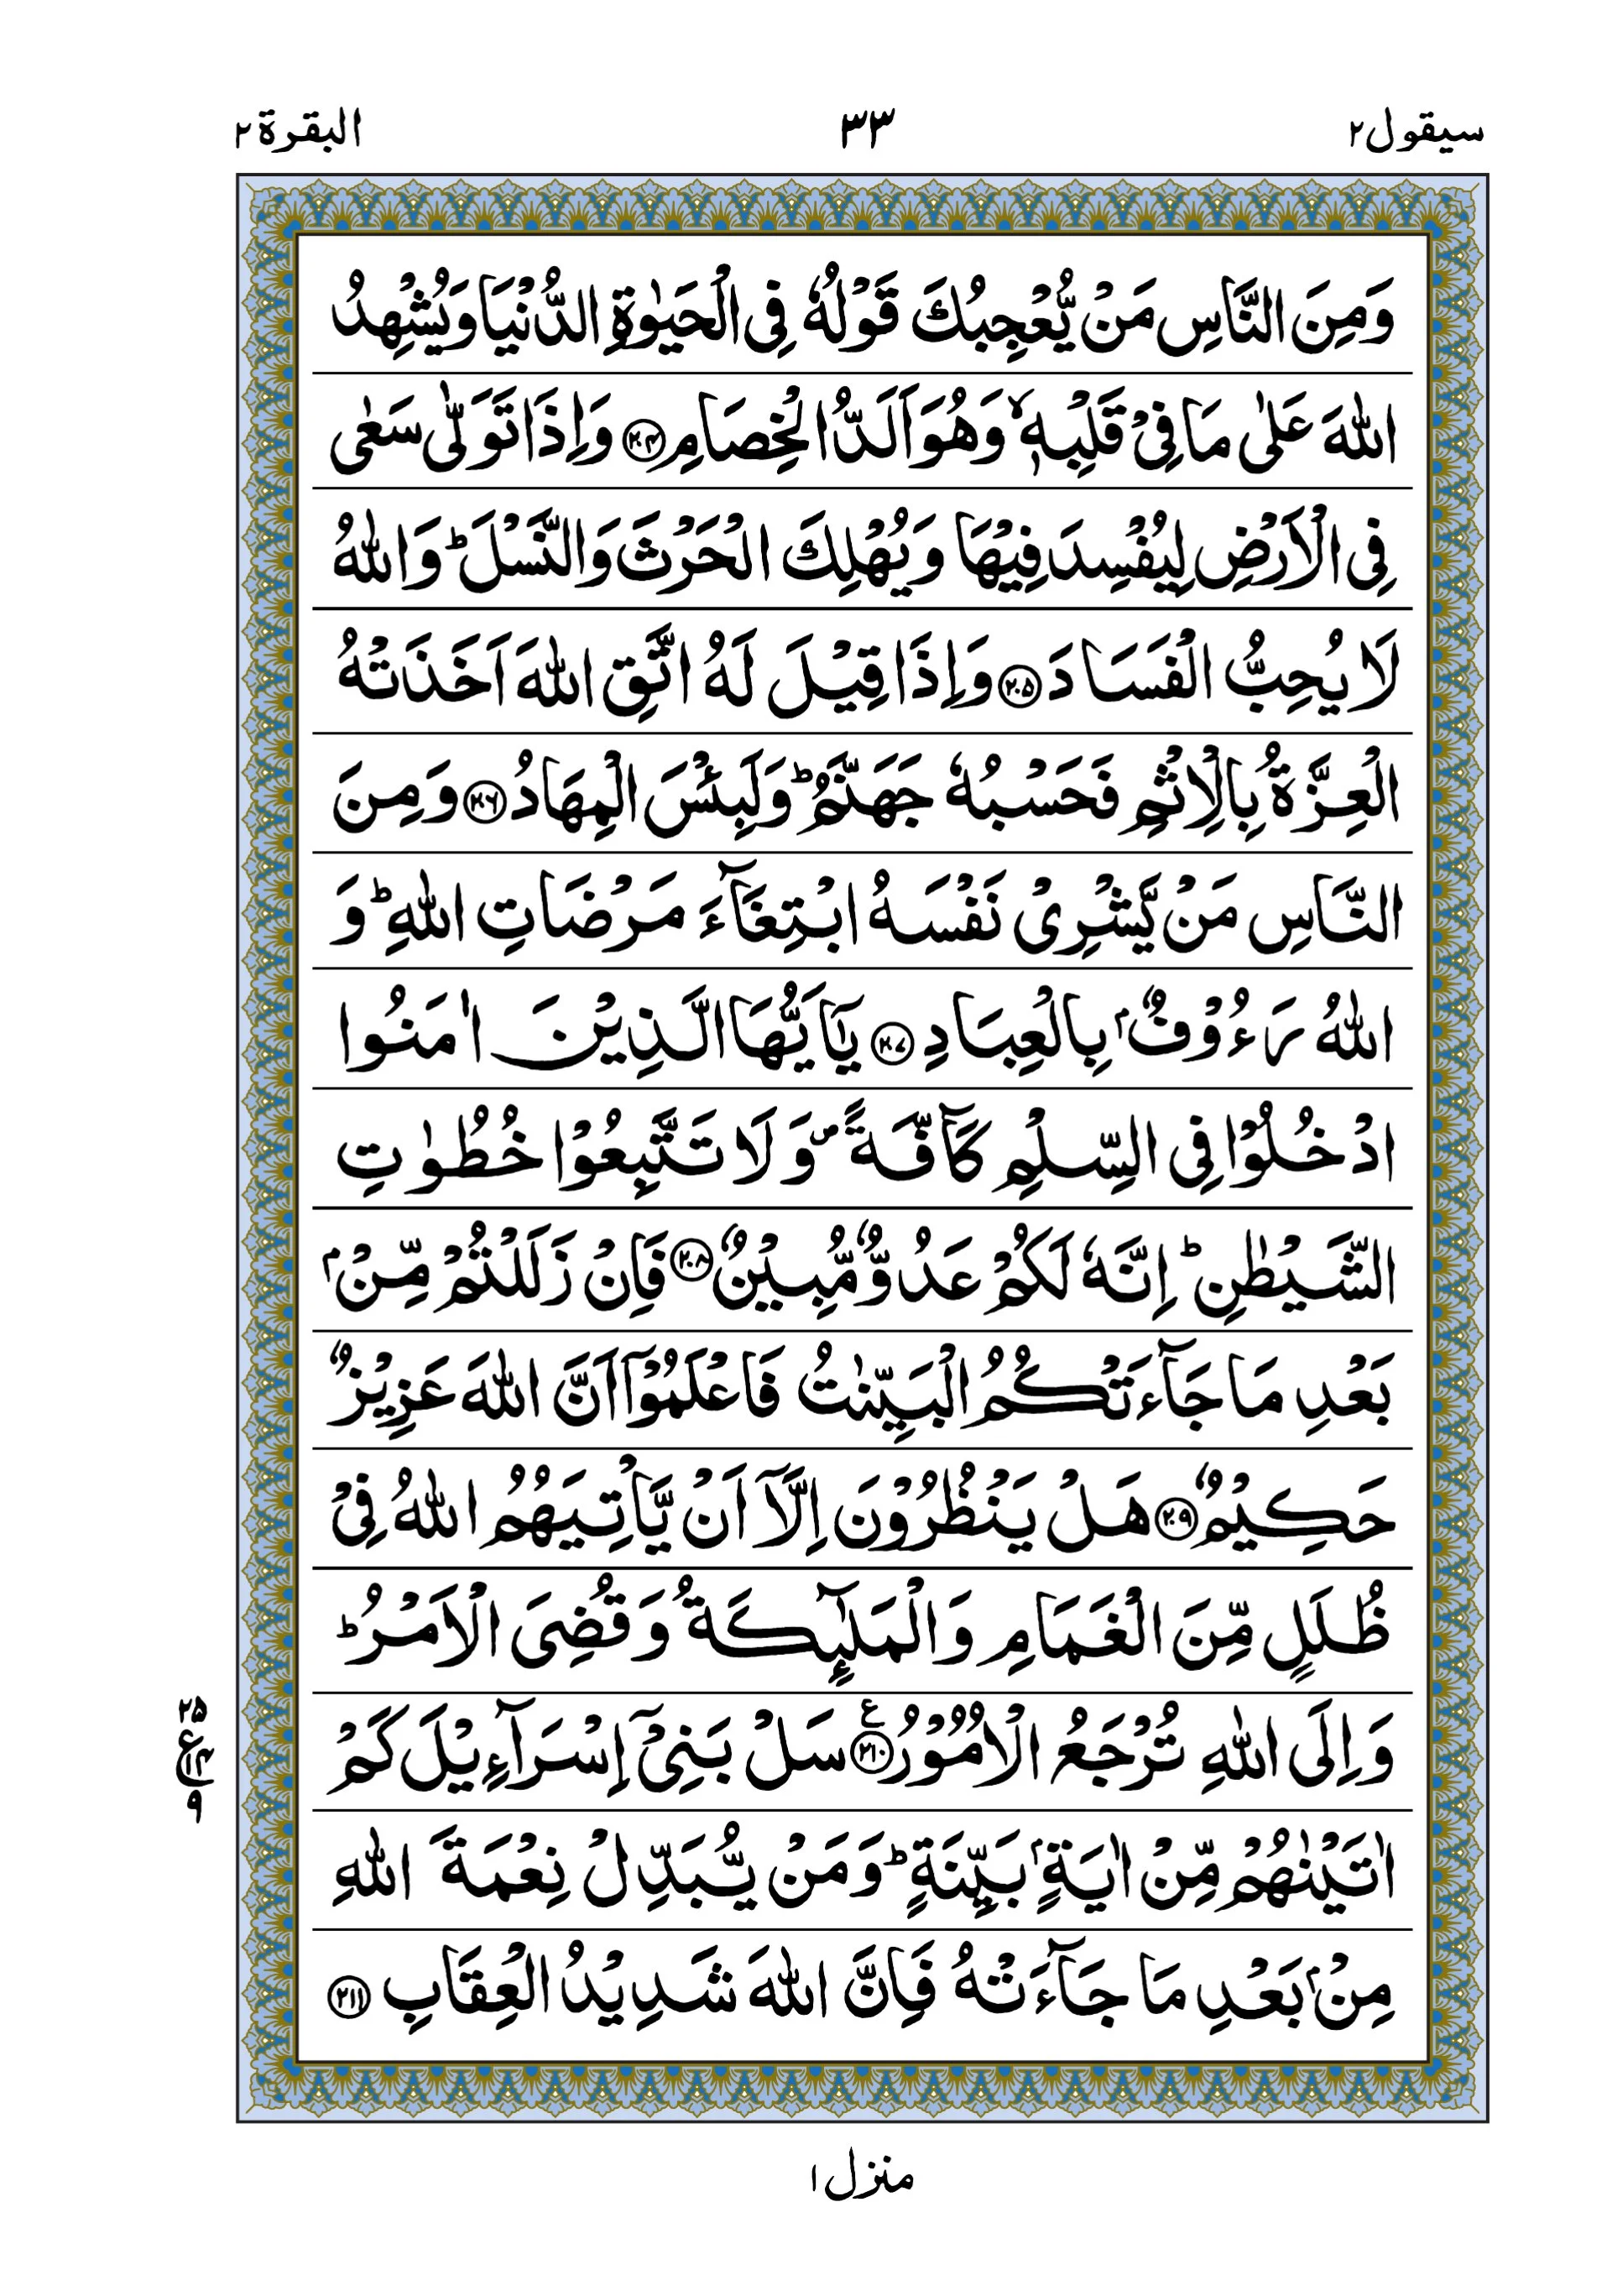 سيقول ٢
٣٣
البقرة ٢
وَمِنَ النَّاسِ مَنْ يُّعْجِبُكَ قَوْلُهٗ فِى الْحَيٰوةِ الدُّنْيَا وَيُشْهِدُ
اللّٰهَ عَلٰى مَا فِىْ قَلْبِهٖ ۙ وَهُوَ اَلَدُّ الْخِصَامِ ﴿٢٠٤﴾ وَاِذَا تَوَلّٰى سَعٰى
فِى الْاَرْضِ لِيُفْسِدَ فِيْهَا وَيُهْلِكَ الْحَرْثَ وَالنَّسْلَ ؕ وَاللّٰهُ
لَا يُحِبُّ الْفَسَادَ ﴿٢٠٥﴾ وَاِذَا قِيْلَ لَهُ اتَّقِ اللّٰهَ اَخَذَتْهُ
الْعِزَّةُ بِالْاِثْمِ فَحَسْبُهٗ جَهَنَّمُ ؕ وَلَبِئْسَ الْمِهَادُ ﴿٢٠٦﴾ وَمِنَ
النَّاسِ مَنْ يَّشْرِىْ نَفْسَهُ ابْتِغَآءَ مَرْضَاتِ اللّٰهِ ؕ وَ
اللّٰهُ رَءُوْفٌۢ بِالْعِبَادِ ﴿٢٠٧﴾ يٰٓاَيُّهَا الَّذِيْنَ اٰمَنُوا
ادْخُلُوْا فِى السِّلْمِ كَآفَّةً ۪ وَّلَا تَتَّبِعُوْا خُطُوٰتِ
الشَّيْطٰنِ ؕ اِنَّهٗ لَكُمْ عَدُوٌّ مُّبِيْنٌ ﴿٢٠٨﴾ فَاِنْ زَلَلْتُمْ مِّنْۢ
بَعْدِ مَا جَآءَتْكُمُ الْبَيِّنٰتُ فَاعْلَمُوْٓا اَنَّ اللّٰهَ عَزِيْزٌ
حَكِيْمٌ ﴿٢٠٩﴾ هَلْ يَنْظُرُوْنَ اِلَّآ اَنْ يَّاْتِيَهُمُ اللّٰهُ فِىْ
ظُلَلٍ مِّنَ الْغَمَامِ وَالْمَلٰٓئِكَةُ وَقُضِىَ الْاَمْرُ ؕ
وَاِلَى اللّٰهِ تُرْجَعُ الْاُمُوْرُ ﴿٢١٠﴾ ع سَلْ بَنِىْٓ اِسْرَآءِيْلَ كَمْ
٢٥
ع
٩
اٰتَيْنٰهُمْ مِّنْ اٰيَةٍۢ بَيِّنَةٍ ؕ وَمَنْ يُّبَدِّلْ نِعْمَةَ اللّٰهِ
مِنْۢ بَعْدِ مَا جَآءَتْهُ فَاِنَّ اللّٰهَ شَدِيْدُ الْعِقَابِ ﴿٢١١﴾
منزل ١